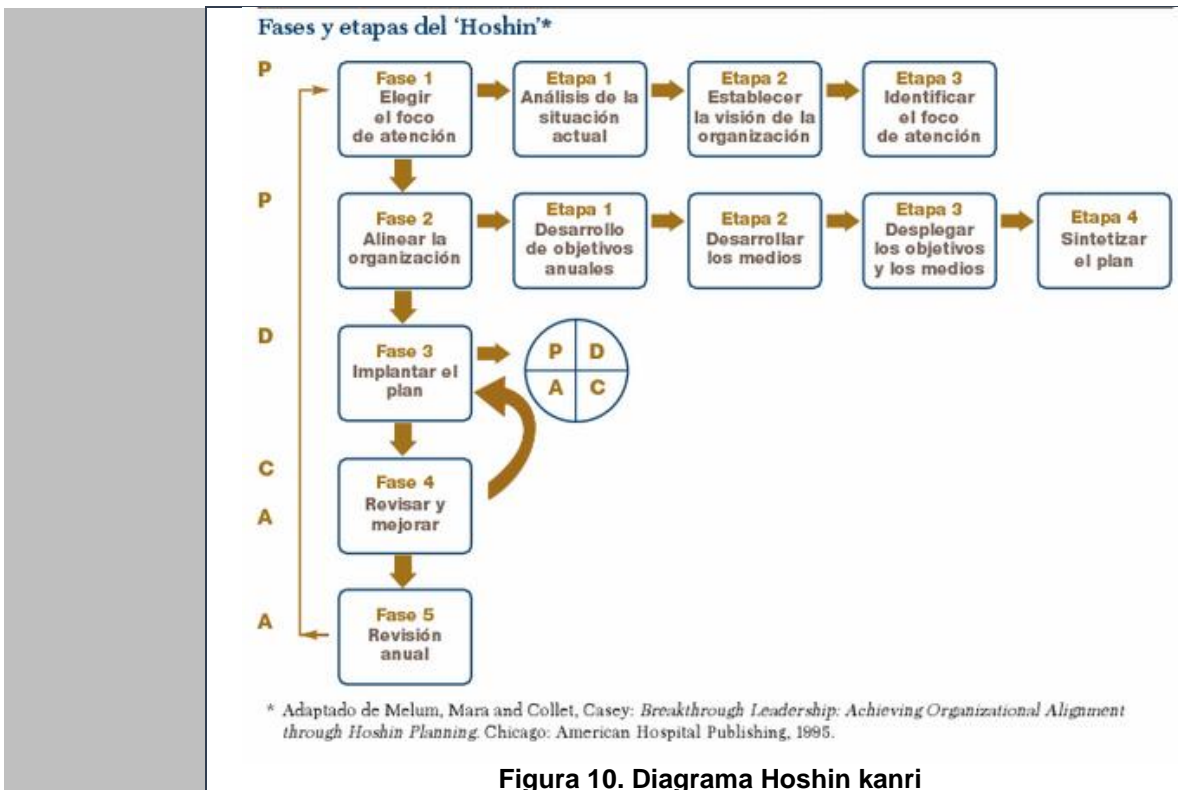 Fases y etapas del ‘Hoshin’*
P
Fase 1
Elegir
el foco
de atención
Etapa 1
Análisis de la
situación
actual
Etapa 2
Establecer
la visión de la
organización
Etapa 3
Identificar
el foco
de atención
P
Fase 2
Alinear la
organización
Etapa 1
Desarrollo
de objetivos
anuales
Etapa 2
Desarrollar
los medios
Etapa 3
Desplegar
los objetivos
y los medios
Etapa 4
Sintetizar
el plan
D
Fase 3
Implantar el
plan
P D
A C
C
A
Fase 4
Revisar y
mejorar
A
Fase 5
Revisión
anual
* Adaptado de Melum, Mara and Collet, Casey: Breakthrough Leadership: Achieving Organizational Alignment
through Hoshin Planning. Chicago: American Hospital Publishing, 1995.
Figura 10. Diagrama Hoshin kanri